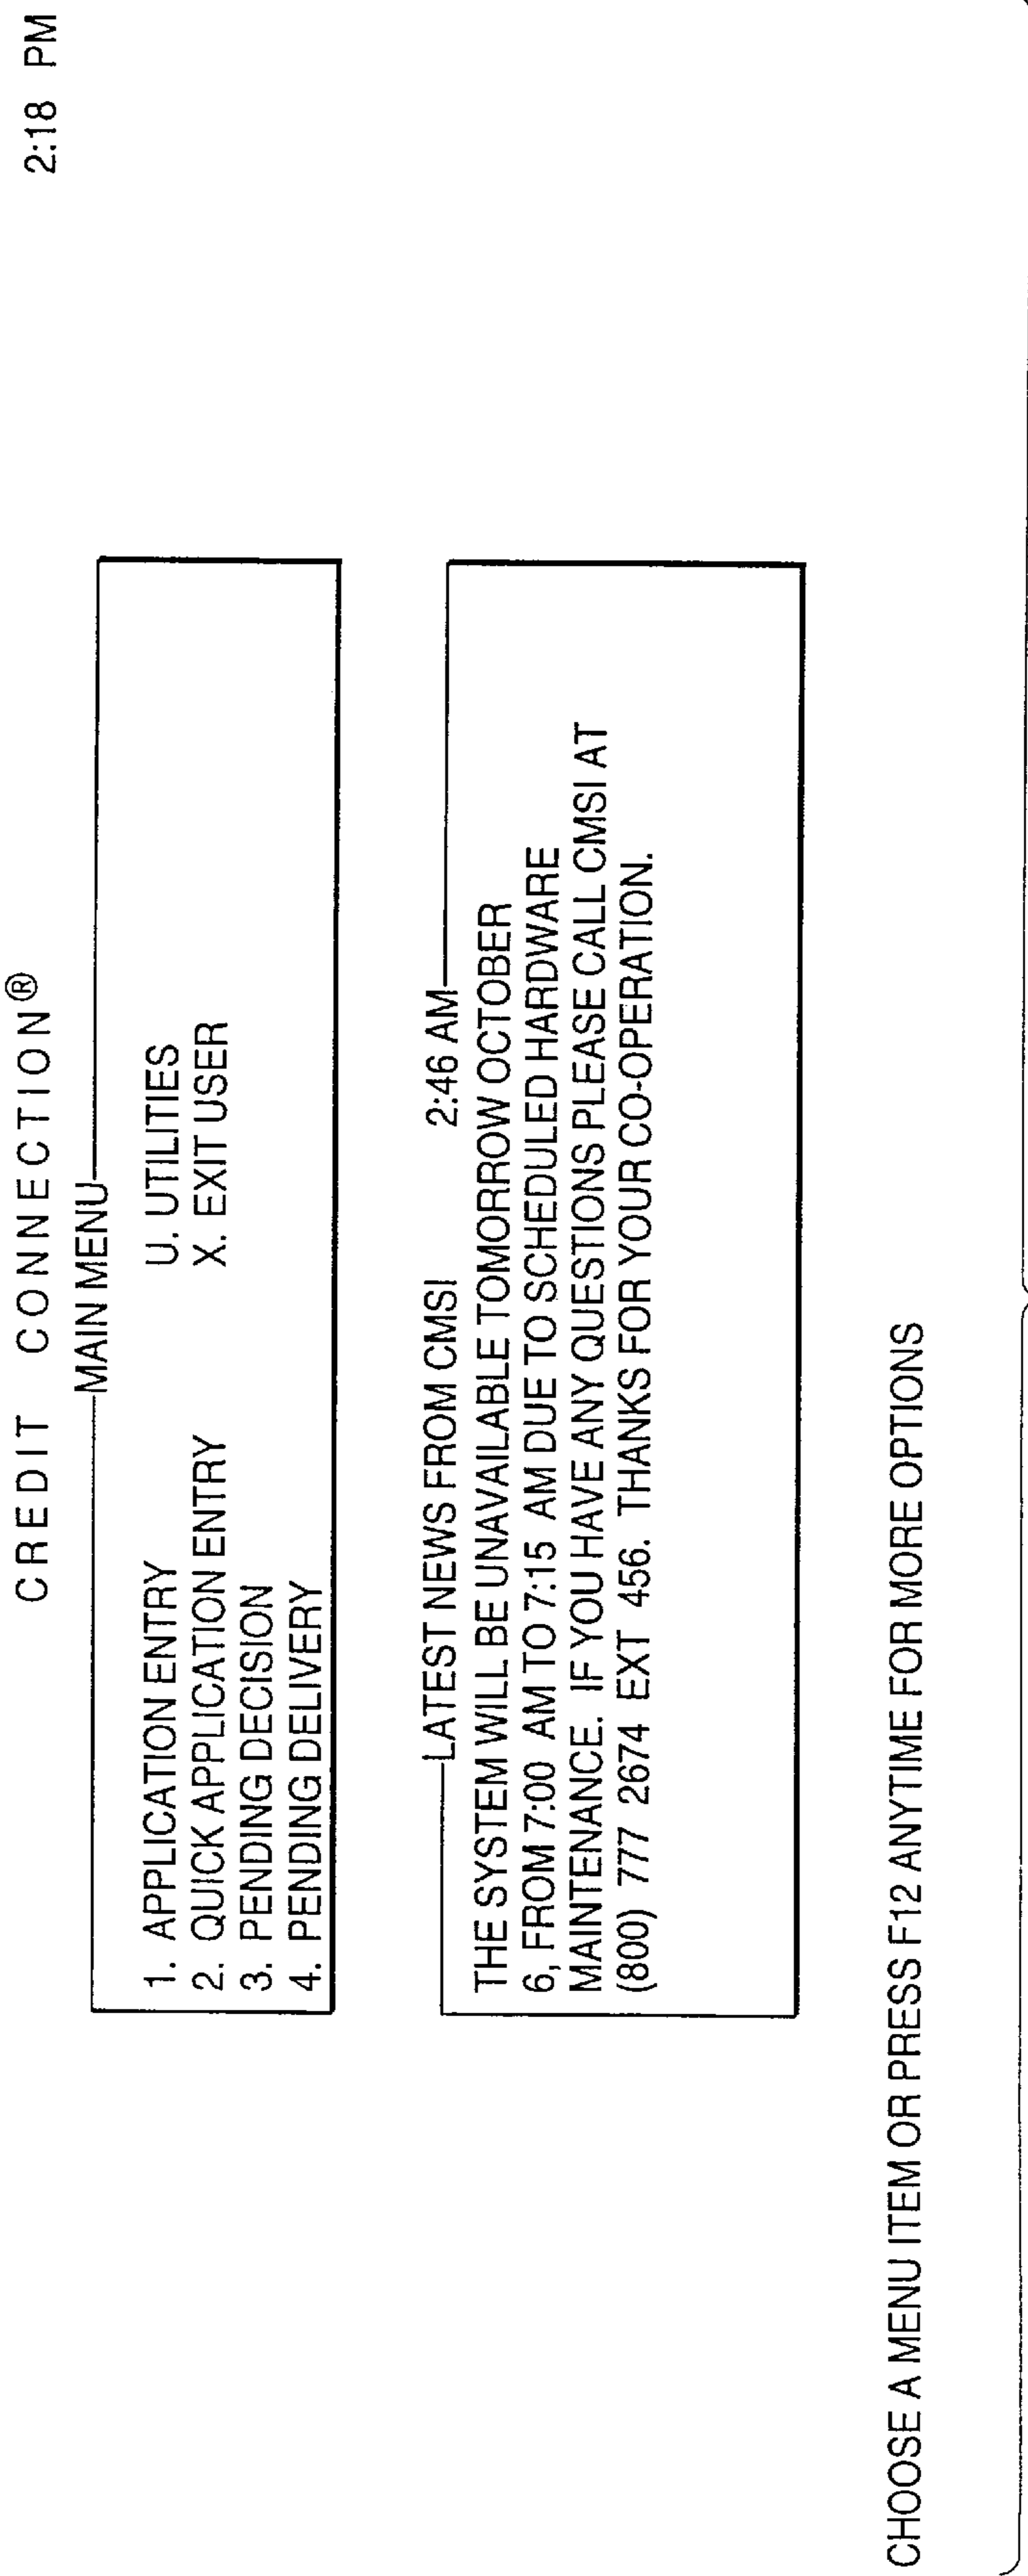 CREDIT CONNECTION® 2:18 PM
MAIN MENU
1. APPLICATION ENTRY U. UTILITIES
2. QUICK APPLICATION ENTRY X. EXIT USER
3. PENDING DECISION
4. PENDING DELIVERY
LATEST NEWS FROM CMSI 2:46 AM
THE SYSTEM WILL BE UNAVAILABLE TOMORROW OCTOBER
6, FROM 7:00 AM TO 7:15 AM DUE TO SCHEDULED HARDWARE
MAINTENANCE. IF YOU HAVE ANY QUESTIONS PLEASE CALL CMSI AT
(800) 777 2674 EXT 456. THANKS FOR YOUR CO-OPERATION.
CHOOSE A MENU ITEM OR PRESS F12 ANYTIME FOR MORE OPTIONS